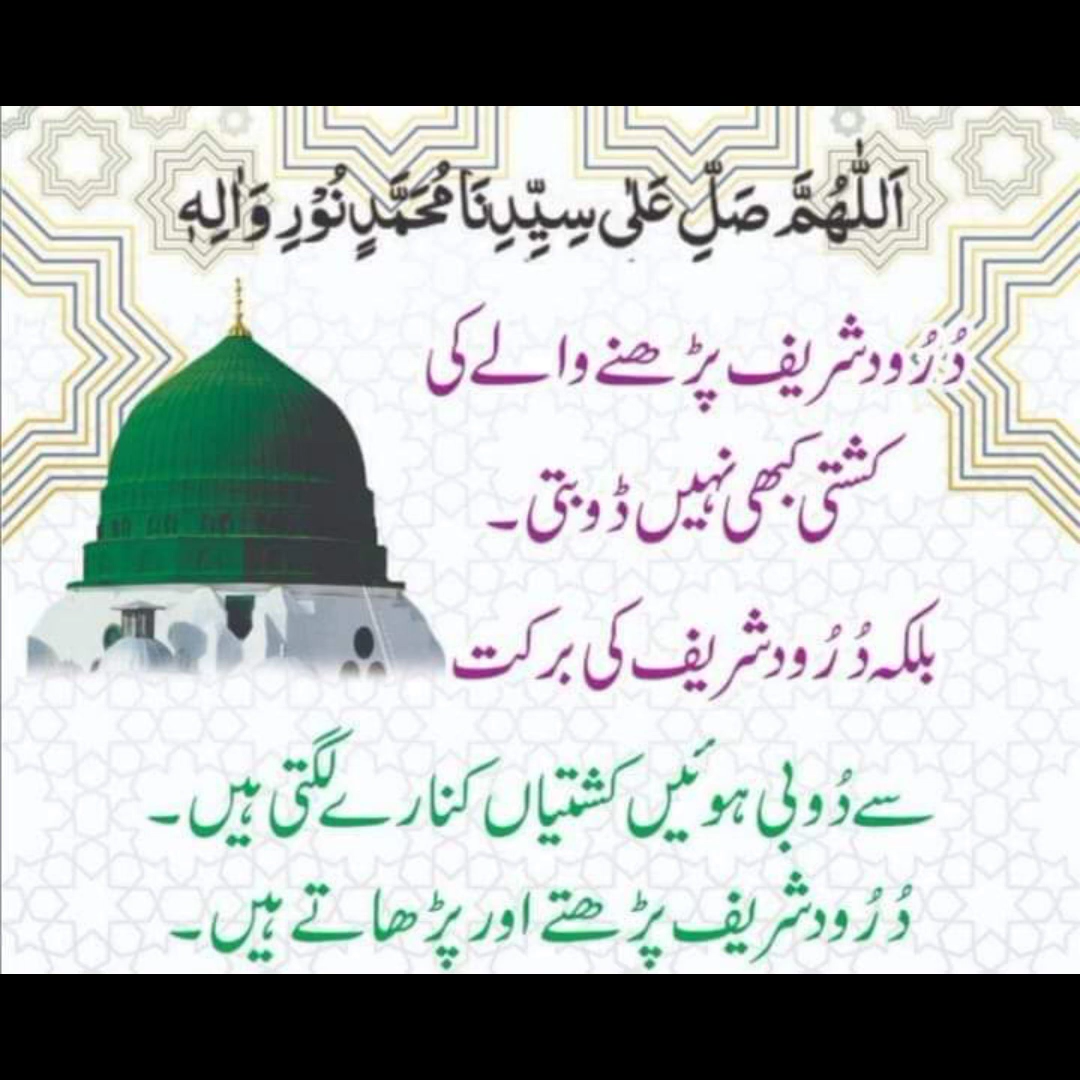 اَللّٰهُمَّ صَلِّ عَلٰی سِیِّدِنَا مُحَمَّدٍ نُوْرِ وَاٰلِهٖ
دُرُود شریف پڑھنے والے کی
کشتی کبھی نہیں ڈوبتی۔
بلکہ دُرُود شریف کی برکت
سے دُوبی ہوئیں کشتیاں کنارے لگتی ہیں۔
دُرُود شریف پڑھتے اور پڑھاتے ہیں۔